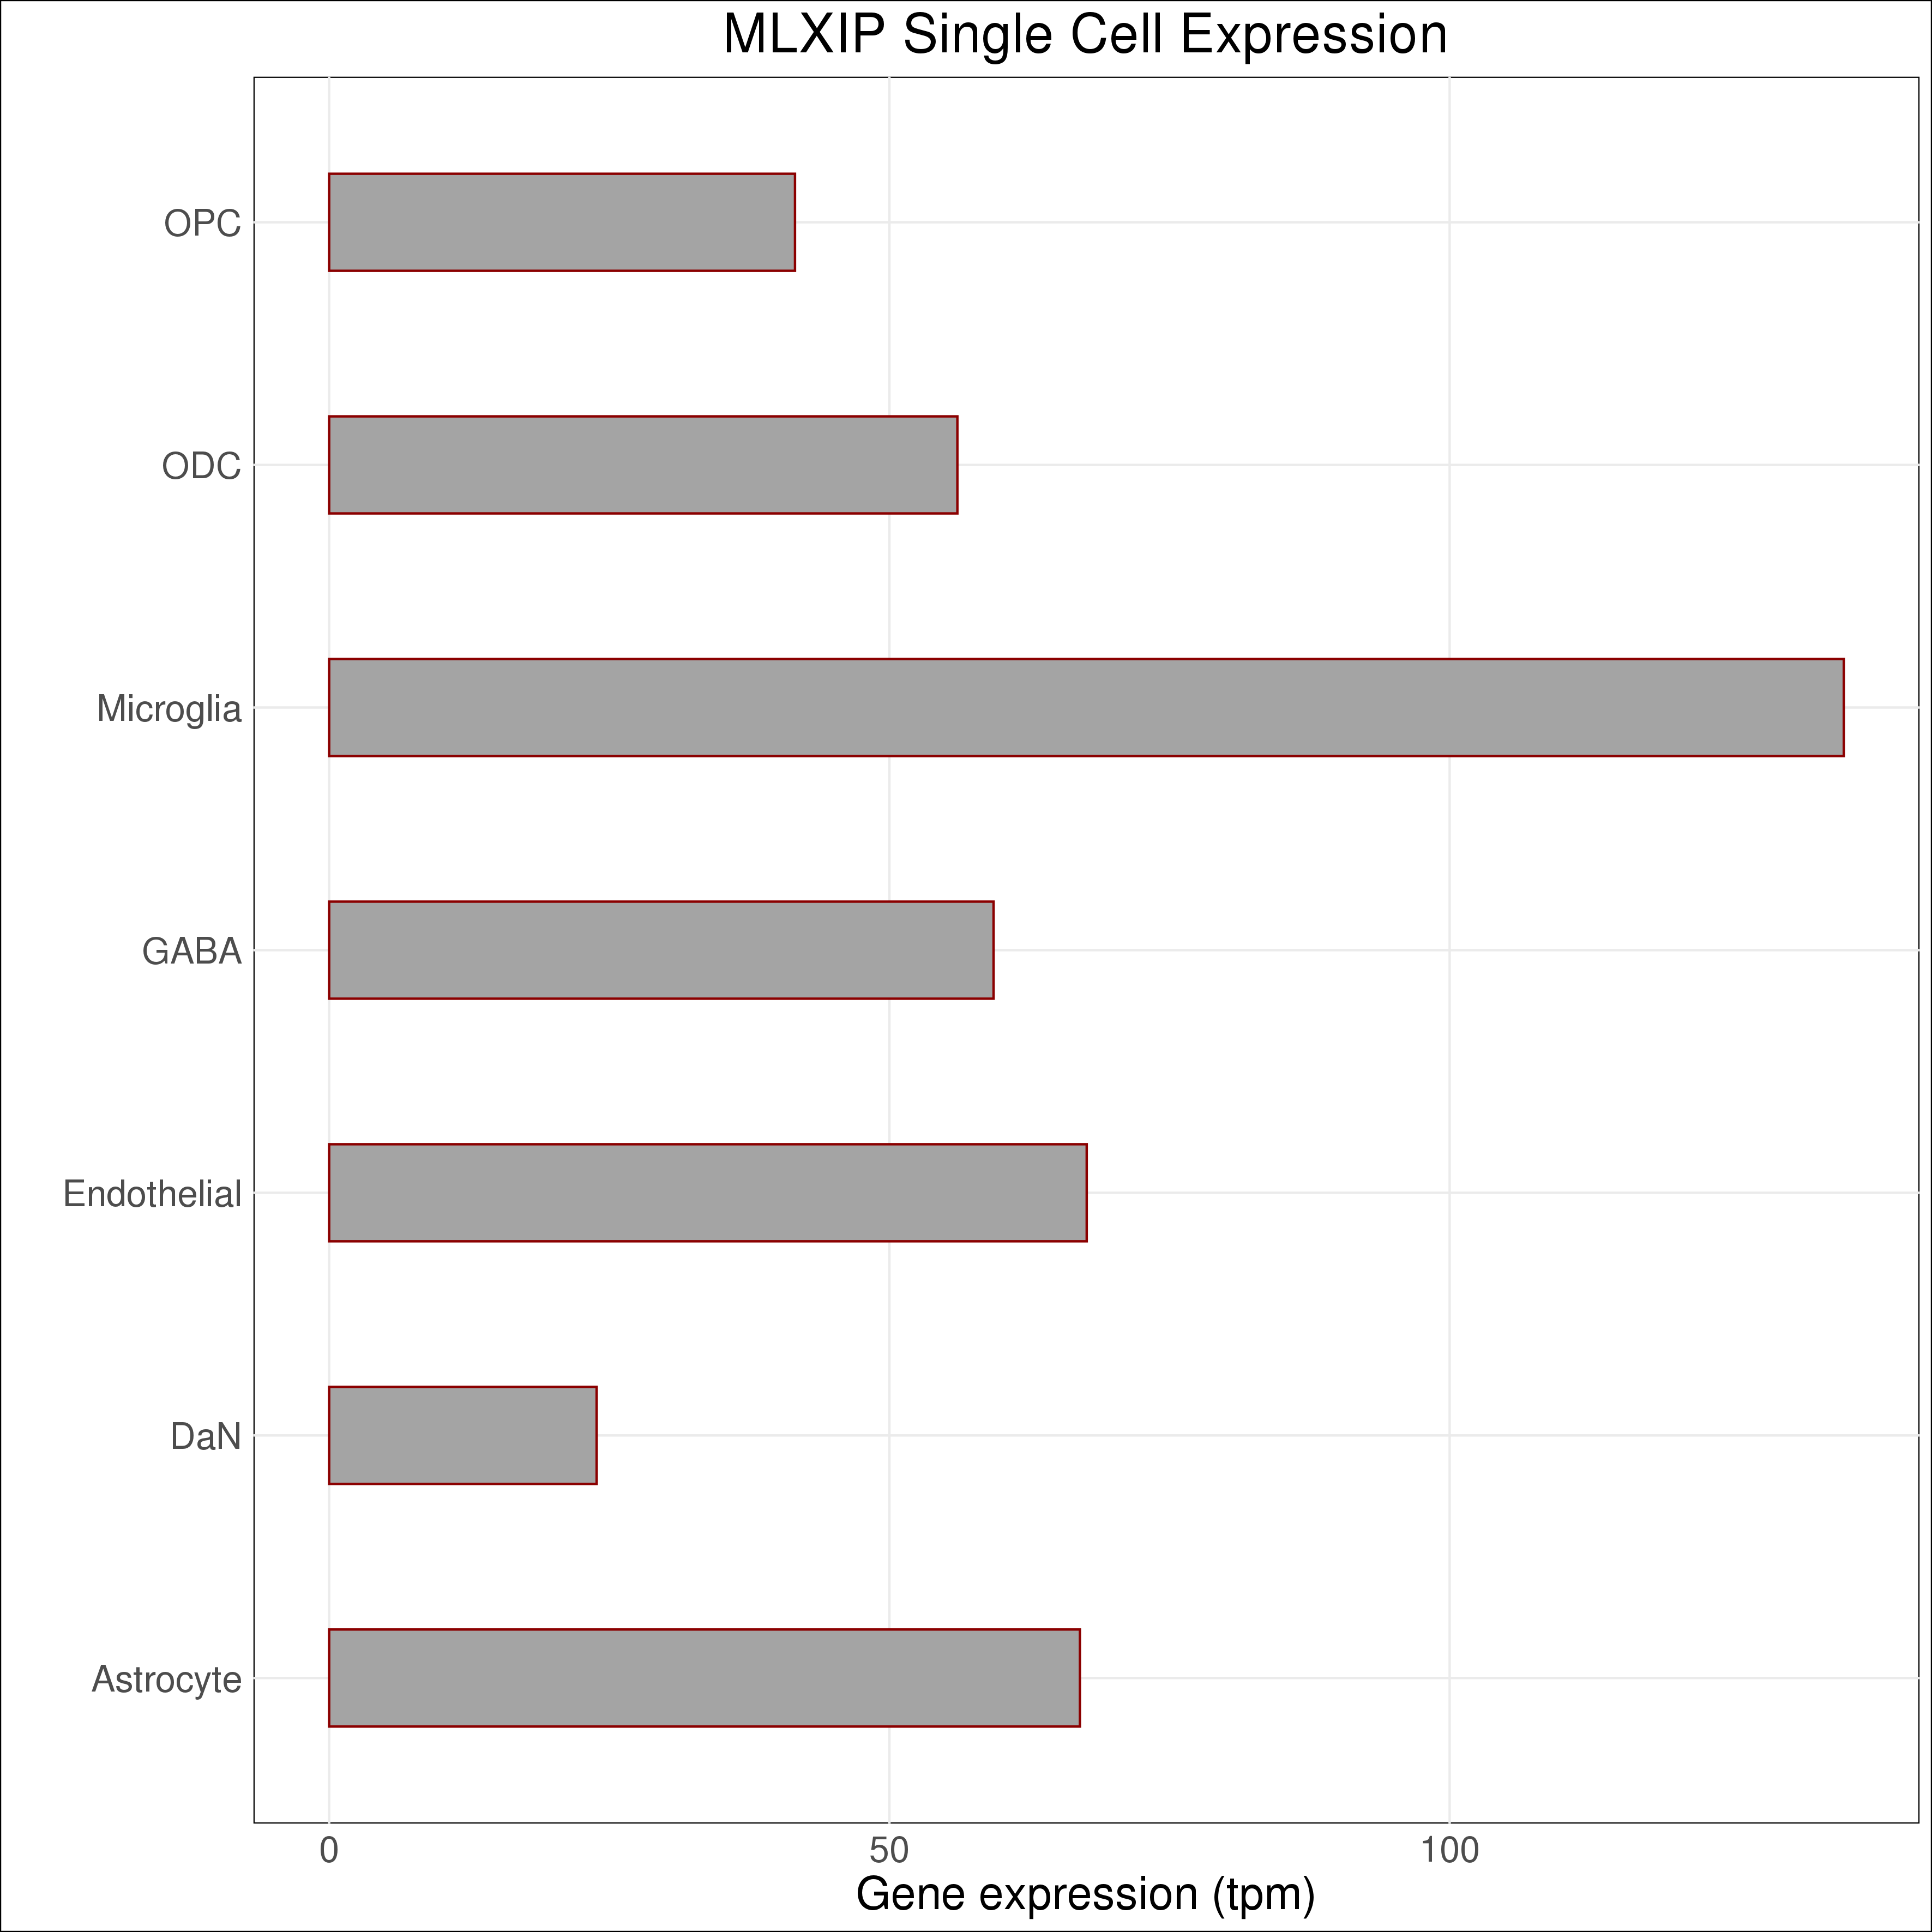 MLXIP Single Cell Expression
OPC
ODC
Microglia
GABA
Endothelial
DaN
Astrocyte
0 50 100
Gene expression (tpm)